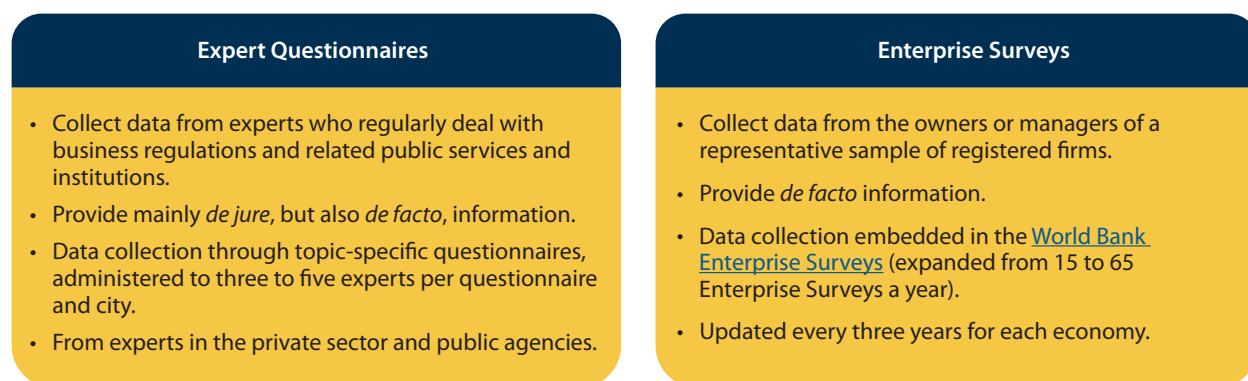 Expert Questionnaires
• Collect data from experts who regularly deal with
business regulations and related public services and
institutions.
• Provide mainly de jure, but also de facto, information.
• Data collection through topic-specific questionnaires,
administered to three to five experts per questionnaire
and city.
• From experts in the private sector and public agencies.
Enterprise Surveys
• Collect data from the owners or managers of a
representative sample of registered firms.
• Provide de facto information.
• Data collection embedded in the World Bank
Enterprise Surveys (expanded from 15 to 65
Enterprise Surveys a year).
• Updated every three years for each economy.